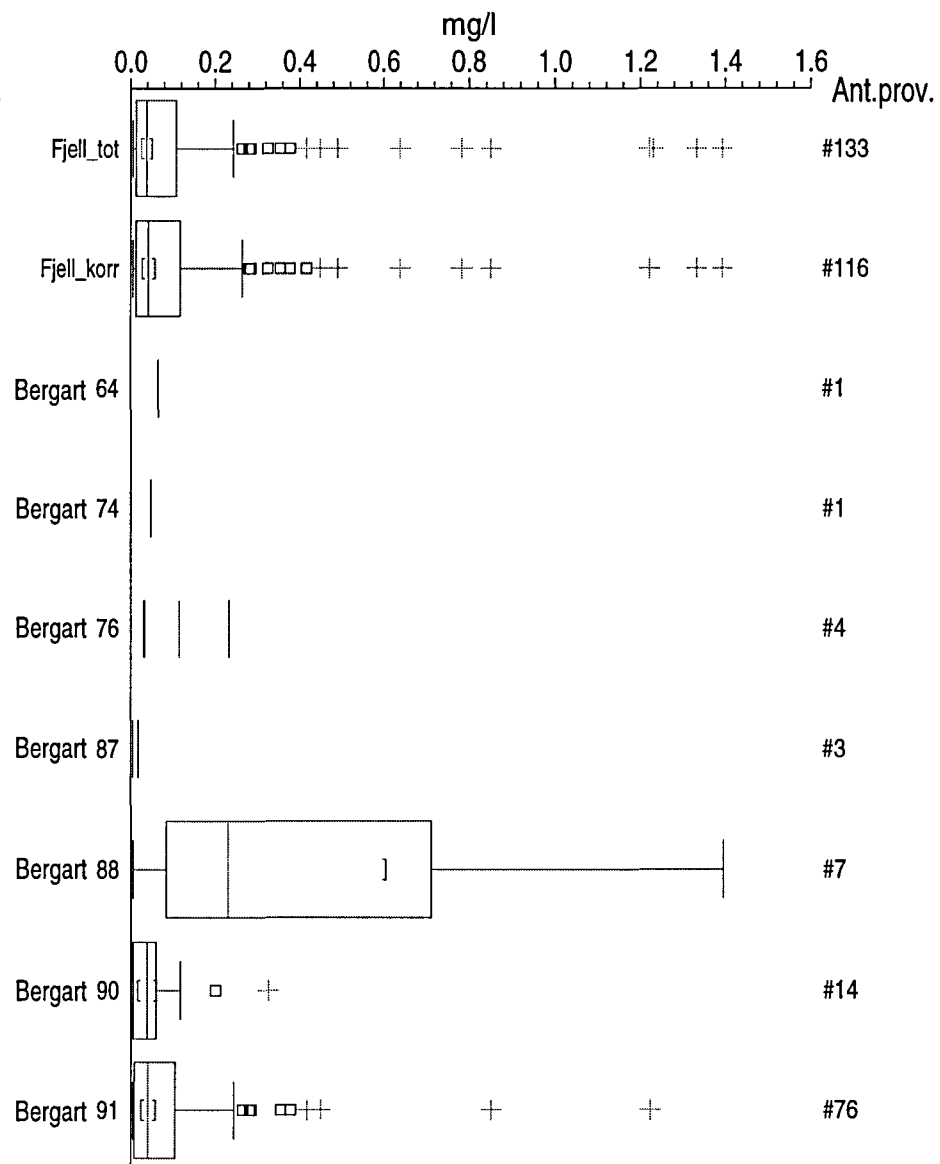 mg/l
0.0 0.2 0.4 0.6 0.8 1.0 1.2 1.4 1.6
Ant.prov.
Fjell_tot #133
Fjell_korr #116
Bergart 64 #1
Bergart 74 #1
Bergart 76 #4
Bergart 87 #3
Bergart 88 #7
Bergart 90 #14
Bergart 91 #76